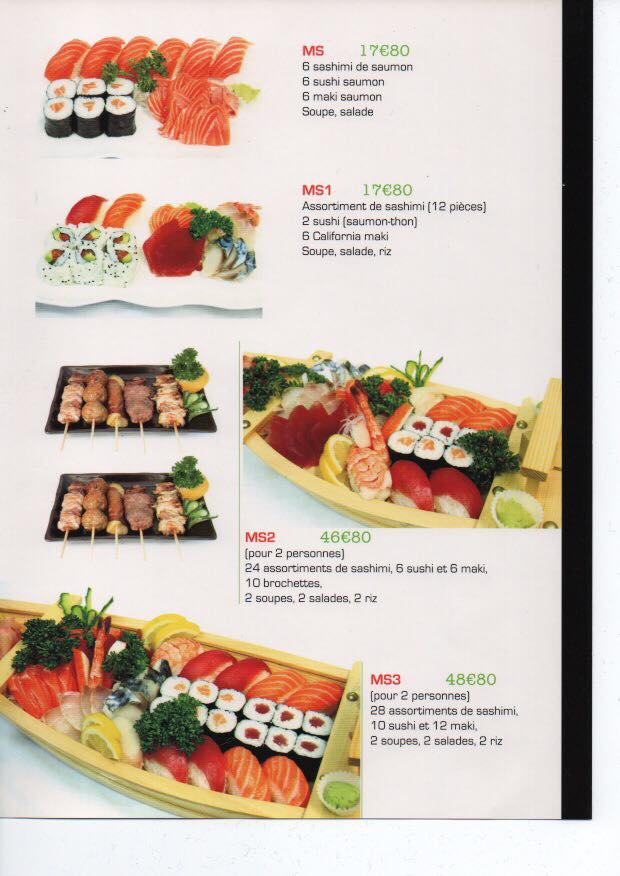 MS 17€80
6 sashimi de saumon
6 sushi saumon
6 maki saumon
Soupe, salade
MS1 17€80
Assortiment de sashimi (12 pièces)
2 sushi (saumon-thon)
6 California maki
Soupe, salade, riz
MS2 46€80
(pour 2 personnes)
24 assortiments de sashimi, 6 sushi et 6 maki,
10 brochettes,
2 soupes, 2 salades, 2 riz
MS3 48€80
(pour 2 personnes)
28 assortiments de sashimi,
10 sushi et 12 maki,
2 soupes, 2 salades, 2 riz